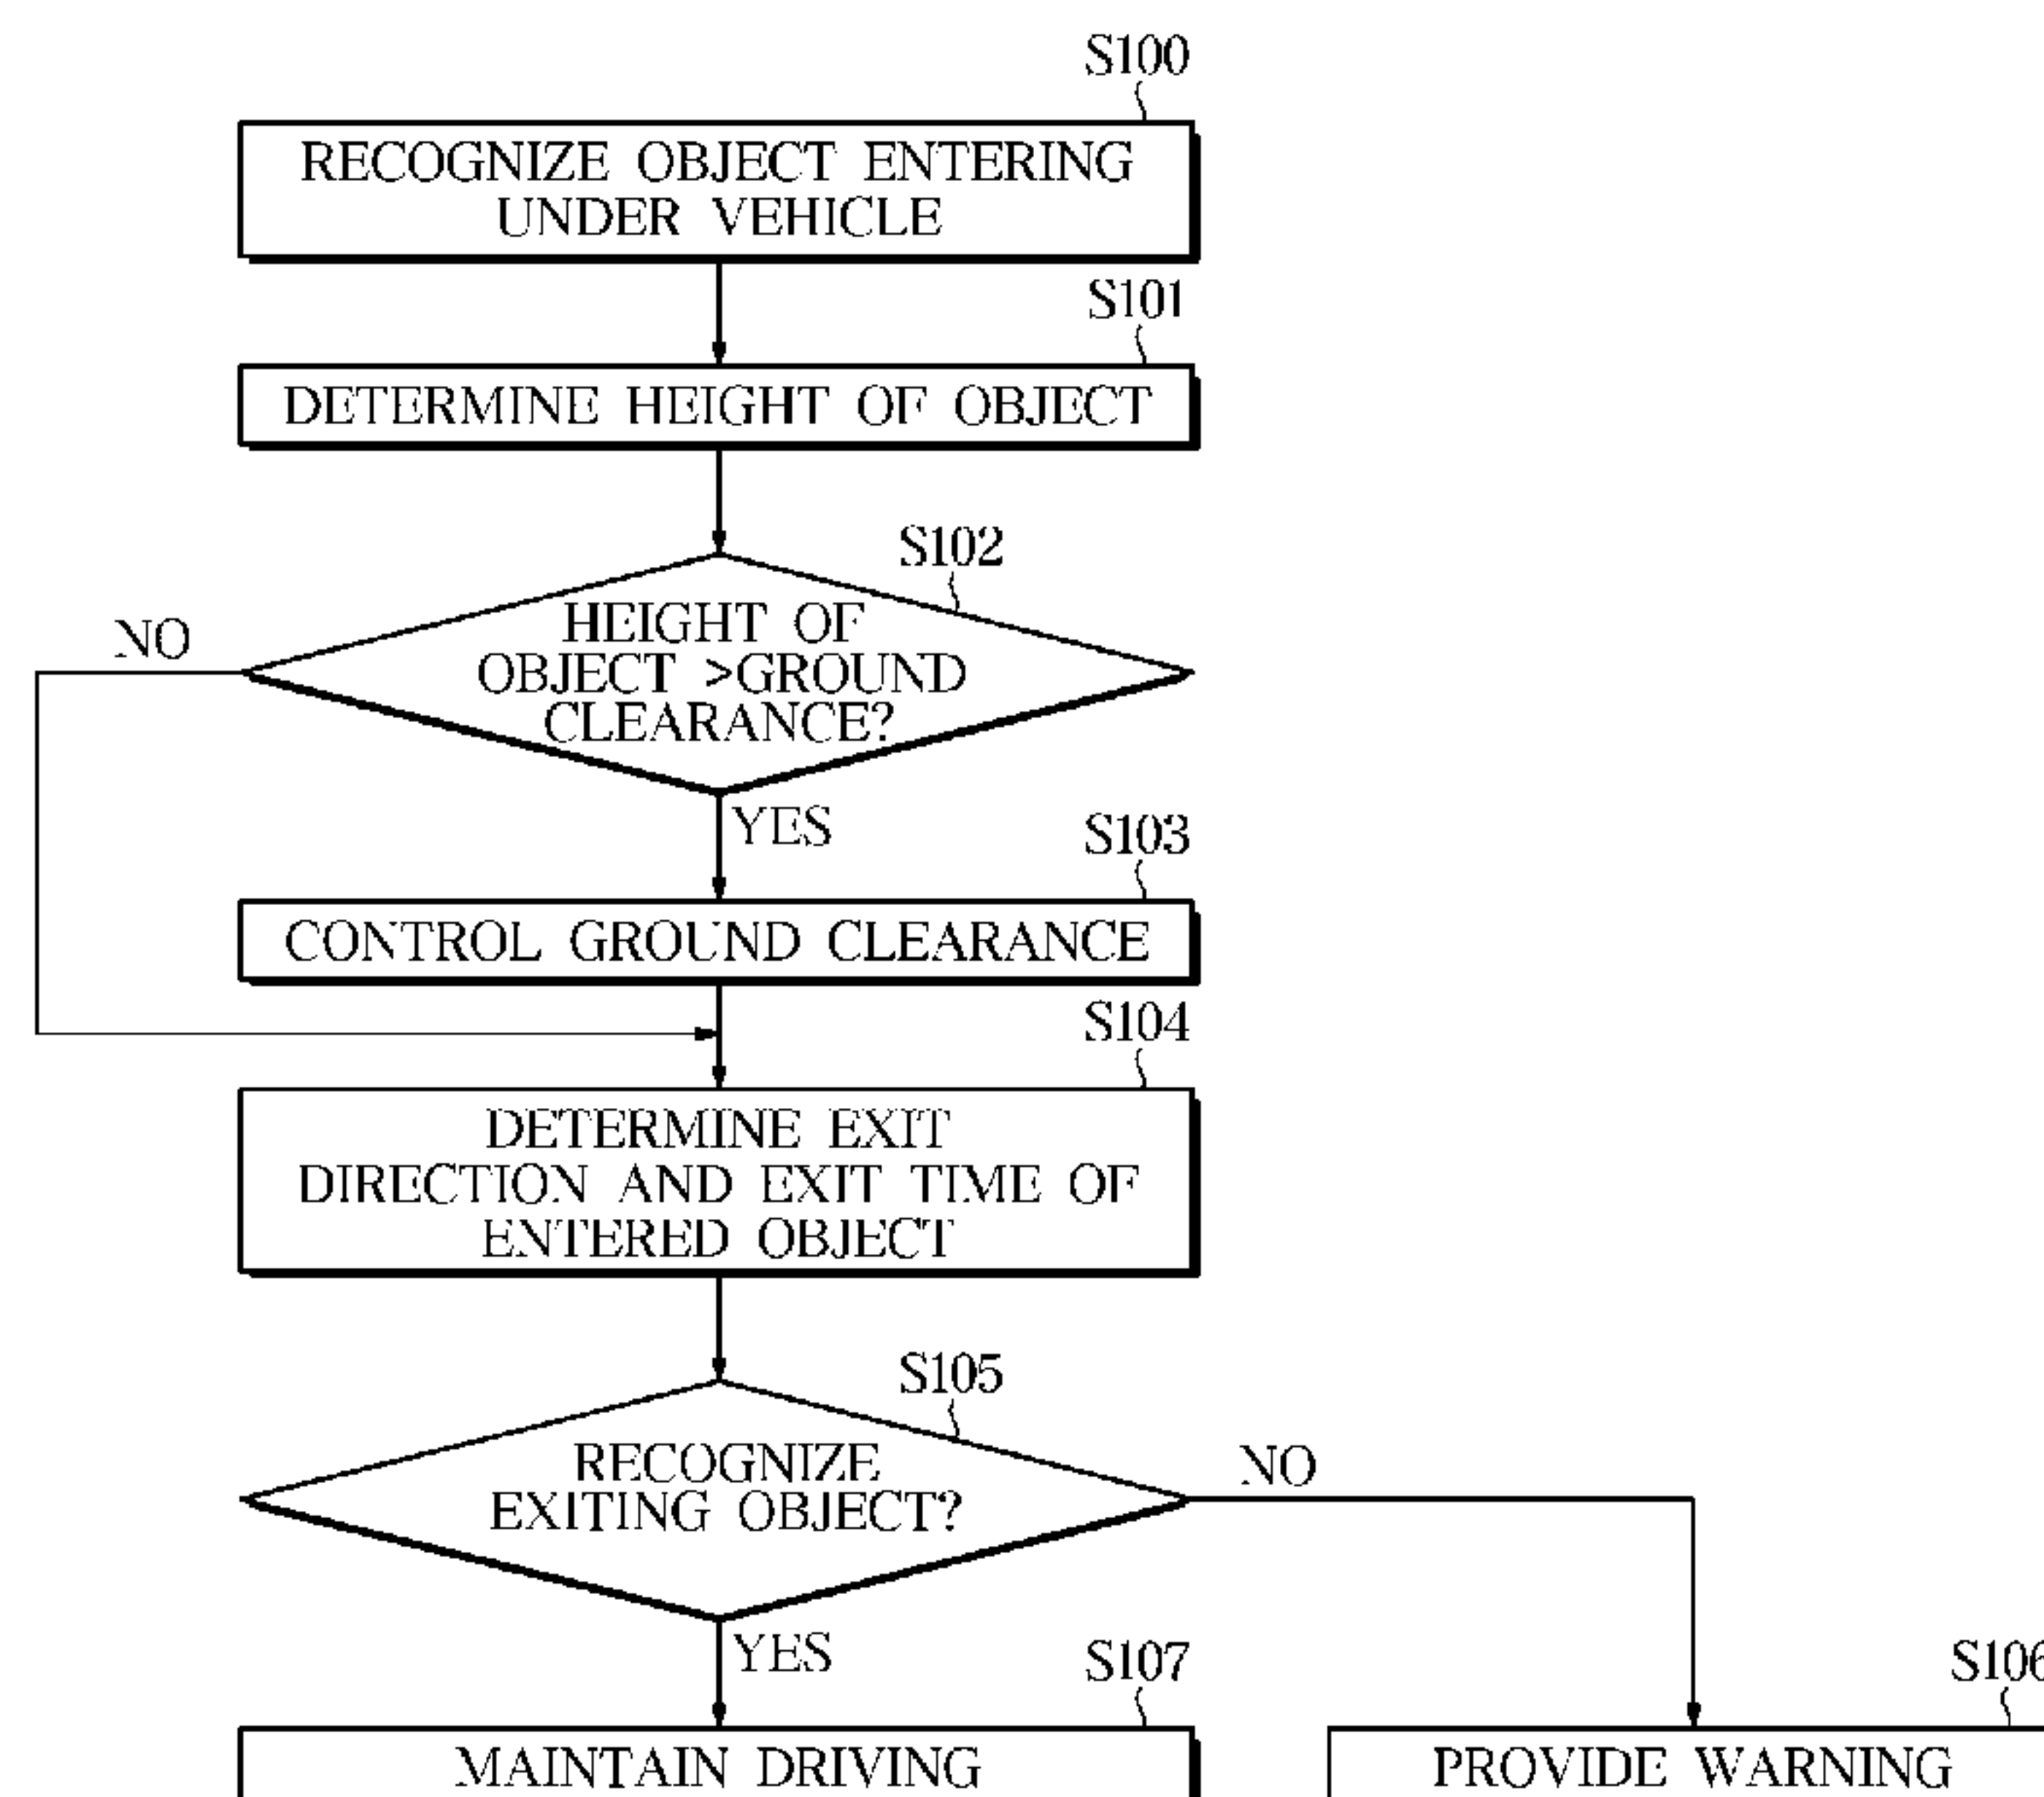 S100
RECOGNIZE OBJECT ENTERING
UNDER VEHICLE
S101
DETERMINE HEIGHT OF OBJECT
S102
HEIGHT OF
OBJECT >GROUND
CLEARANCE?
NO
YES
S103
CONTROL GROUND CLEARANCE
S104
DETERMINE EXIT
DIRECTION AND EXIT TIME OF
ENTERED OBJECT
S105
RECOGNIZE
EXITING OBJECT?
NO
YES
S107
MAINTAIN DRIVING
S106
PROVIDE WARNING